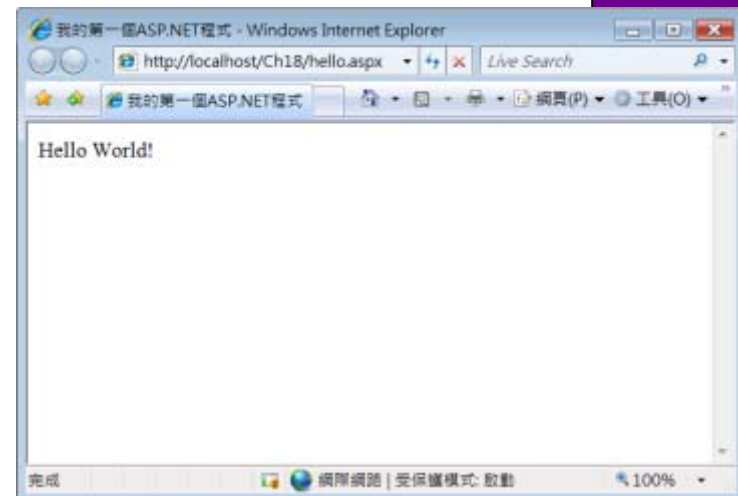 我的第一個ASP.NET程式 - Windows Internet Explorer
http://localhost/Ch18/hello.aspx Live Search
我的第一個ASP.NET程式 網頁(P) 工具(O)
Hello World!
完成 網際網路 | 受保護模式: 啟動 100%